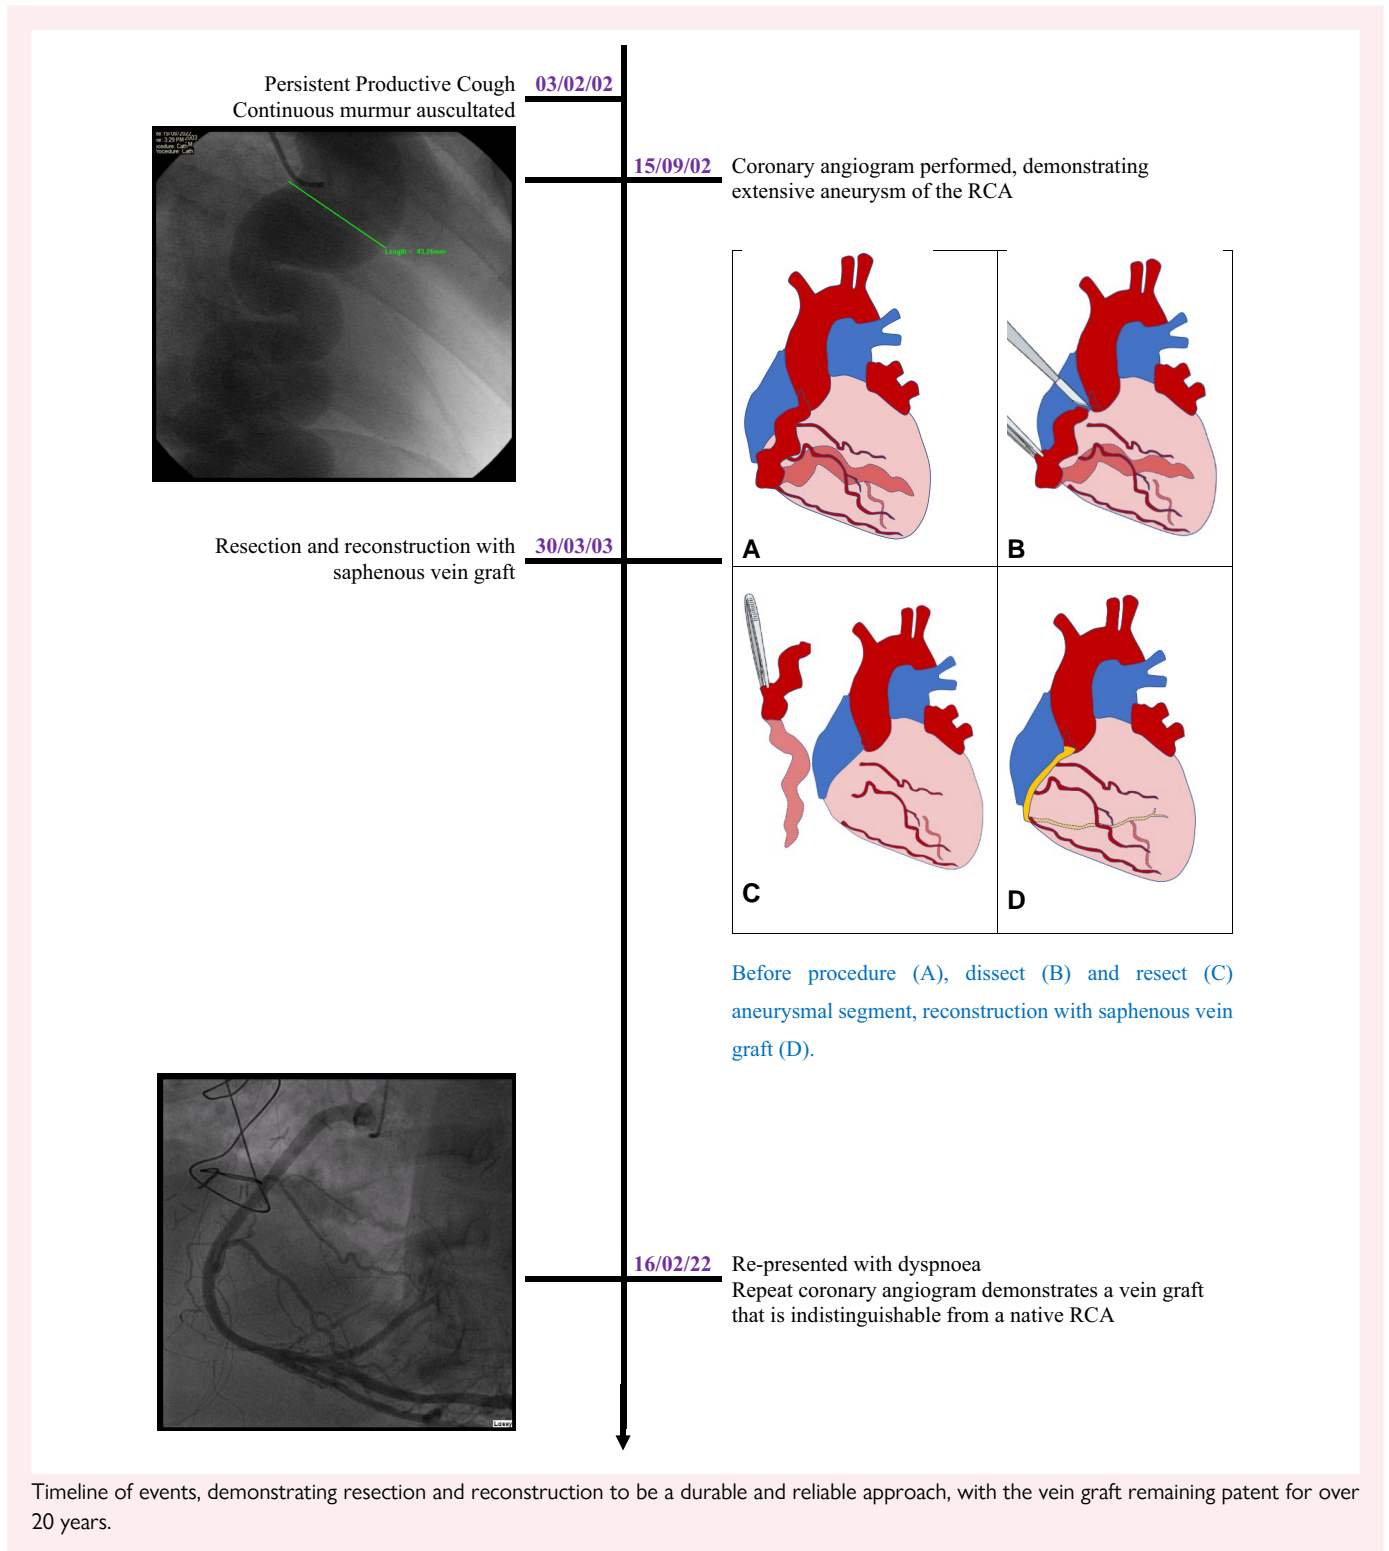 Persistent Productive Cough
Continuous murmur auscultated
03/02/02
15/09/02
Coronary angiogram performed, demonstrating
extensive aneurysm of the RCA
Length = 43.26mm
A
B
Resection and reconstruction with
saphenous vein graft
30/03/03
C
D
Before procedure (A), dissect (B) and resect (C)
aneurysmal segment, reconstruction with saphenous vein
graft (D).
16/02/22
Re-presented with dyspnoea
Repeat coronary angiogram demonstrates a vein graft
that is indistinguishable from a native RCA
Lossy
Timeline of events, demonstrating resection and reconstruction to be a durable and reliable approach, with the vein graft remaining patent for over
20 years.